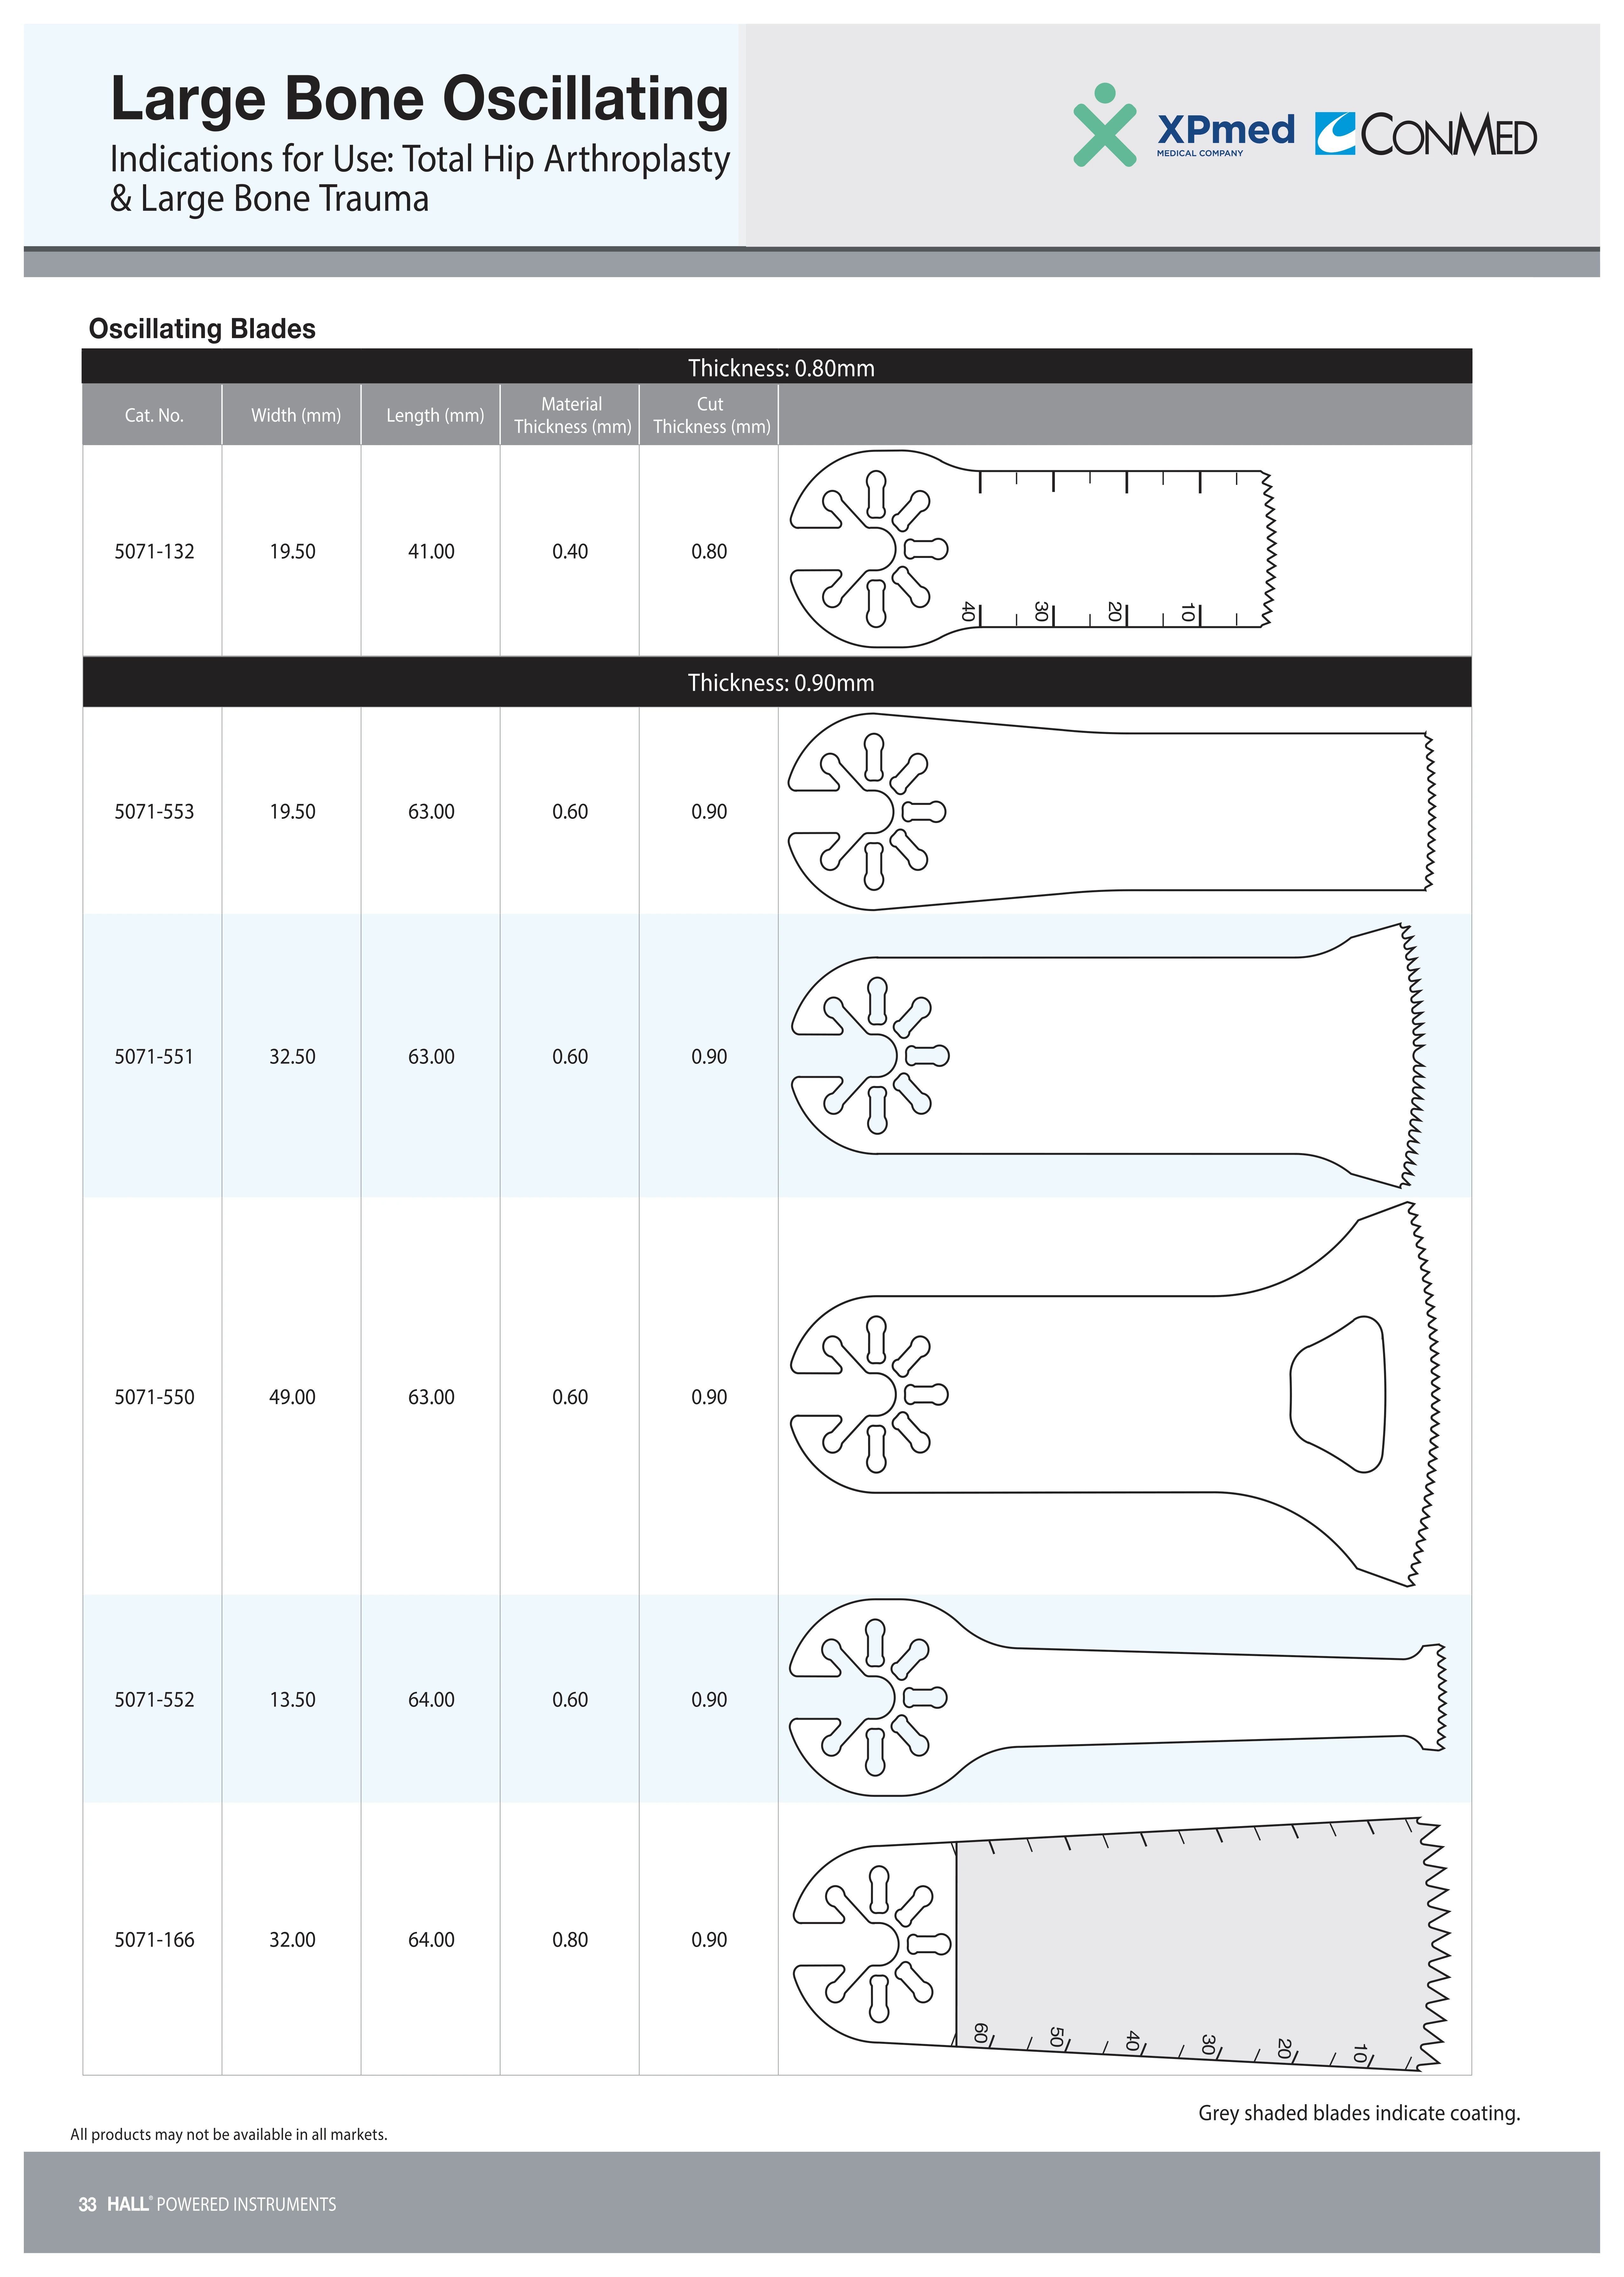 Large Bone Oscillating
Indications for Use: Total Hip Arthroplasty
& Large Bone Trauma
XPmed
MEDICAL COMPANY
CONMED
Oscillating Blades
Thickness: 0.80mm
Cat. No. Width (mm) Length (mm) Material Thickness (mm) Cut Thickness (mm)
5071-132 19.50 41.00 0.40 0.80
40 30 20 10
Thickness: 0.90mm
5071-553 19.50 63.00 0.60 0.90
5071-551 32.50 63.00 0.60 0.90
5071-550 49.00 63.00 0.60 0.90
5071-552 13.50 64.00 0.60 0.90
5071-166 32.00 64.00 0.80 0.90
60 50 40 30 20 10
Grey shaded blades indicate coating.
All products may not be available in all markets.
33 HALL® POWERED INSTRUMENTS